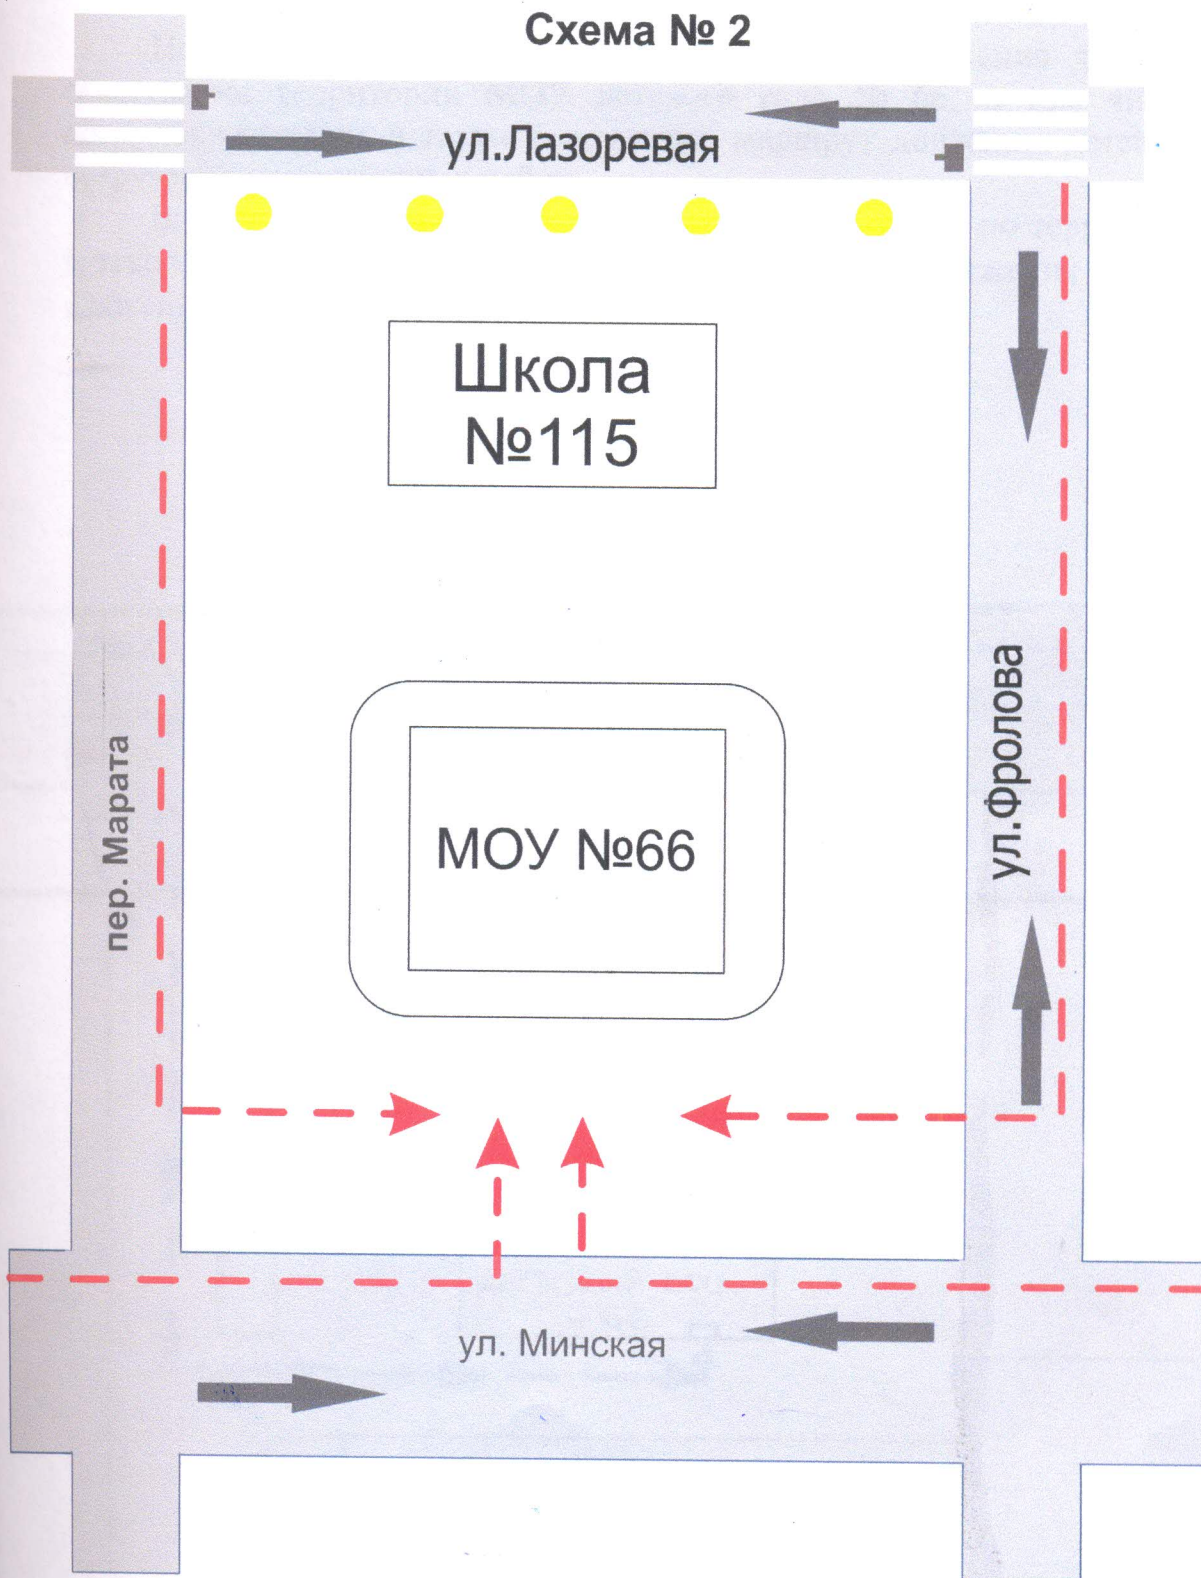 Схема № 2
ул.Лазоревая
Школа
№115
пер. Марата
ул.Фролова
МОУ №66
ул. Минская